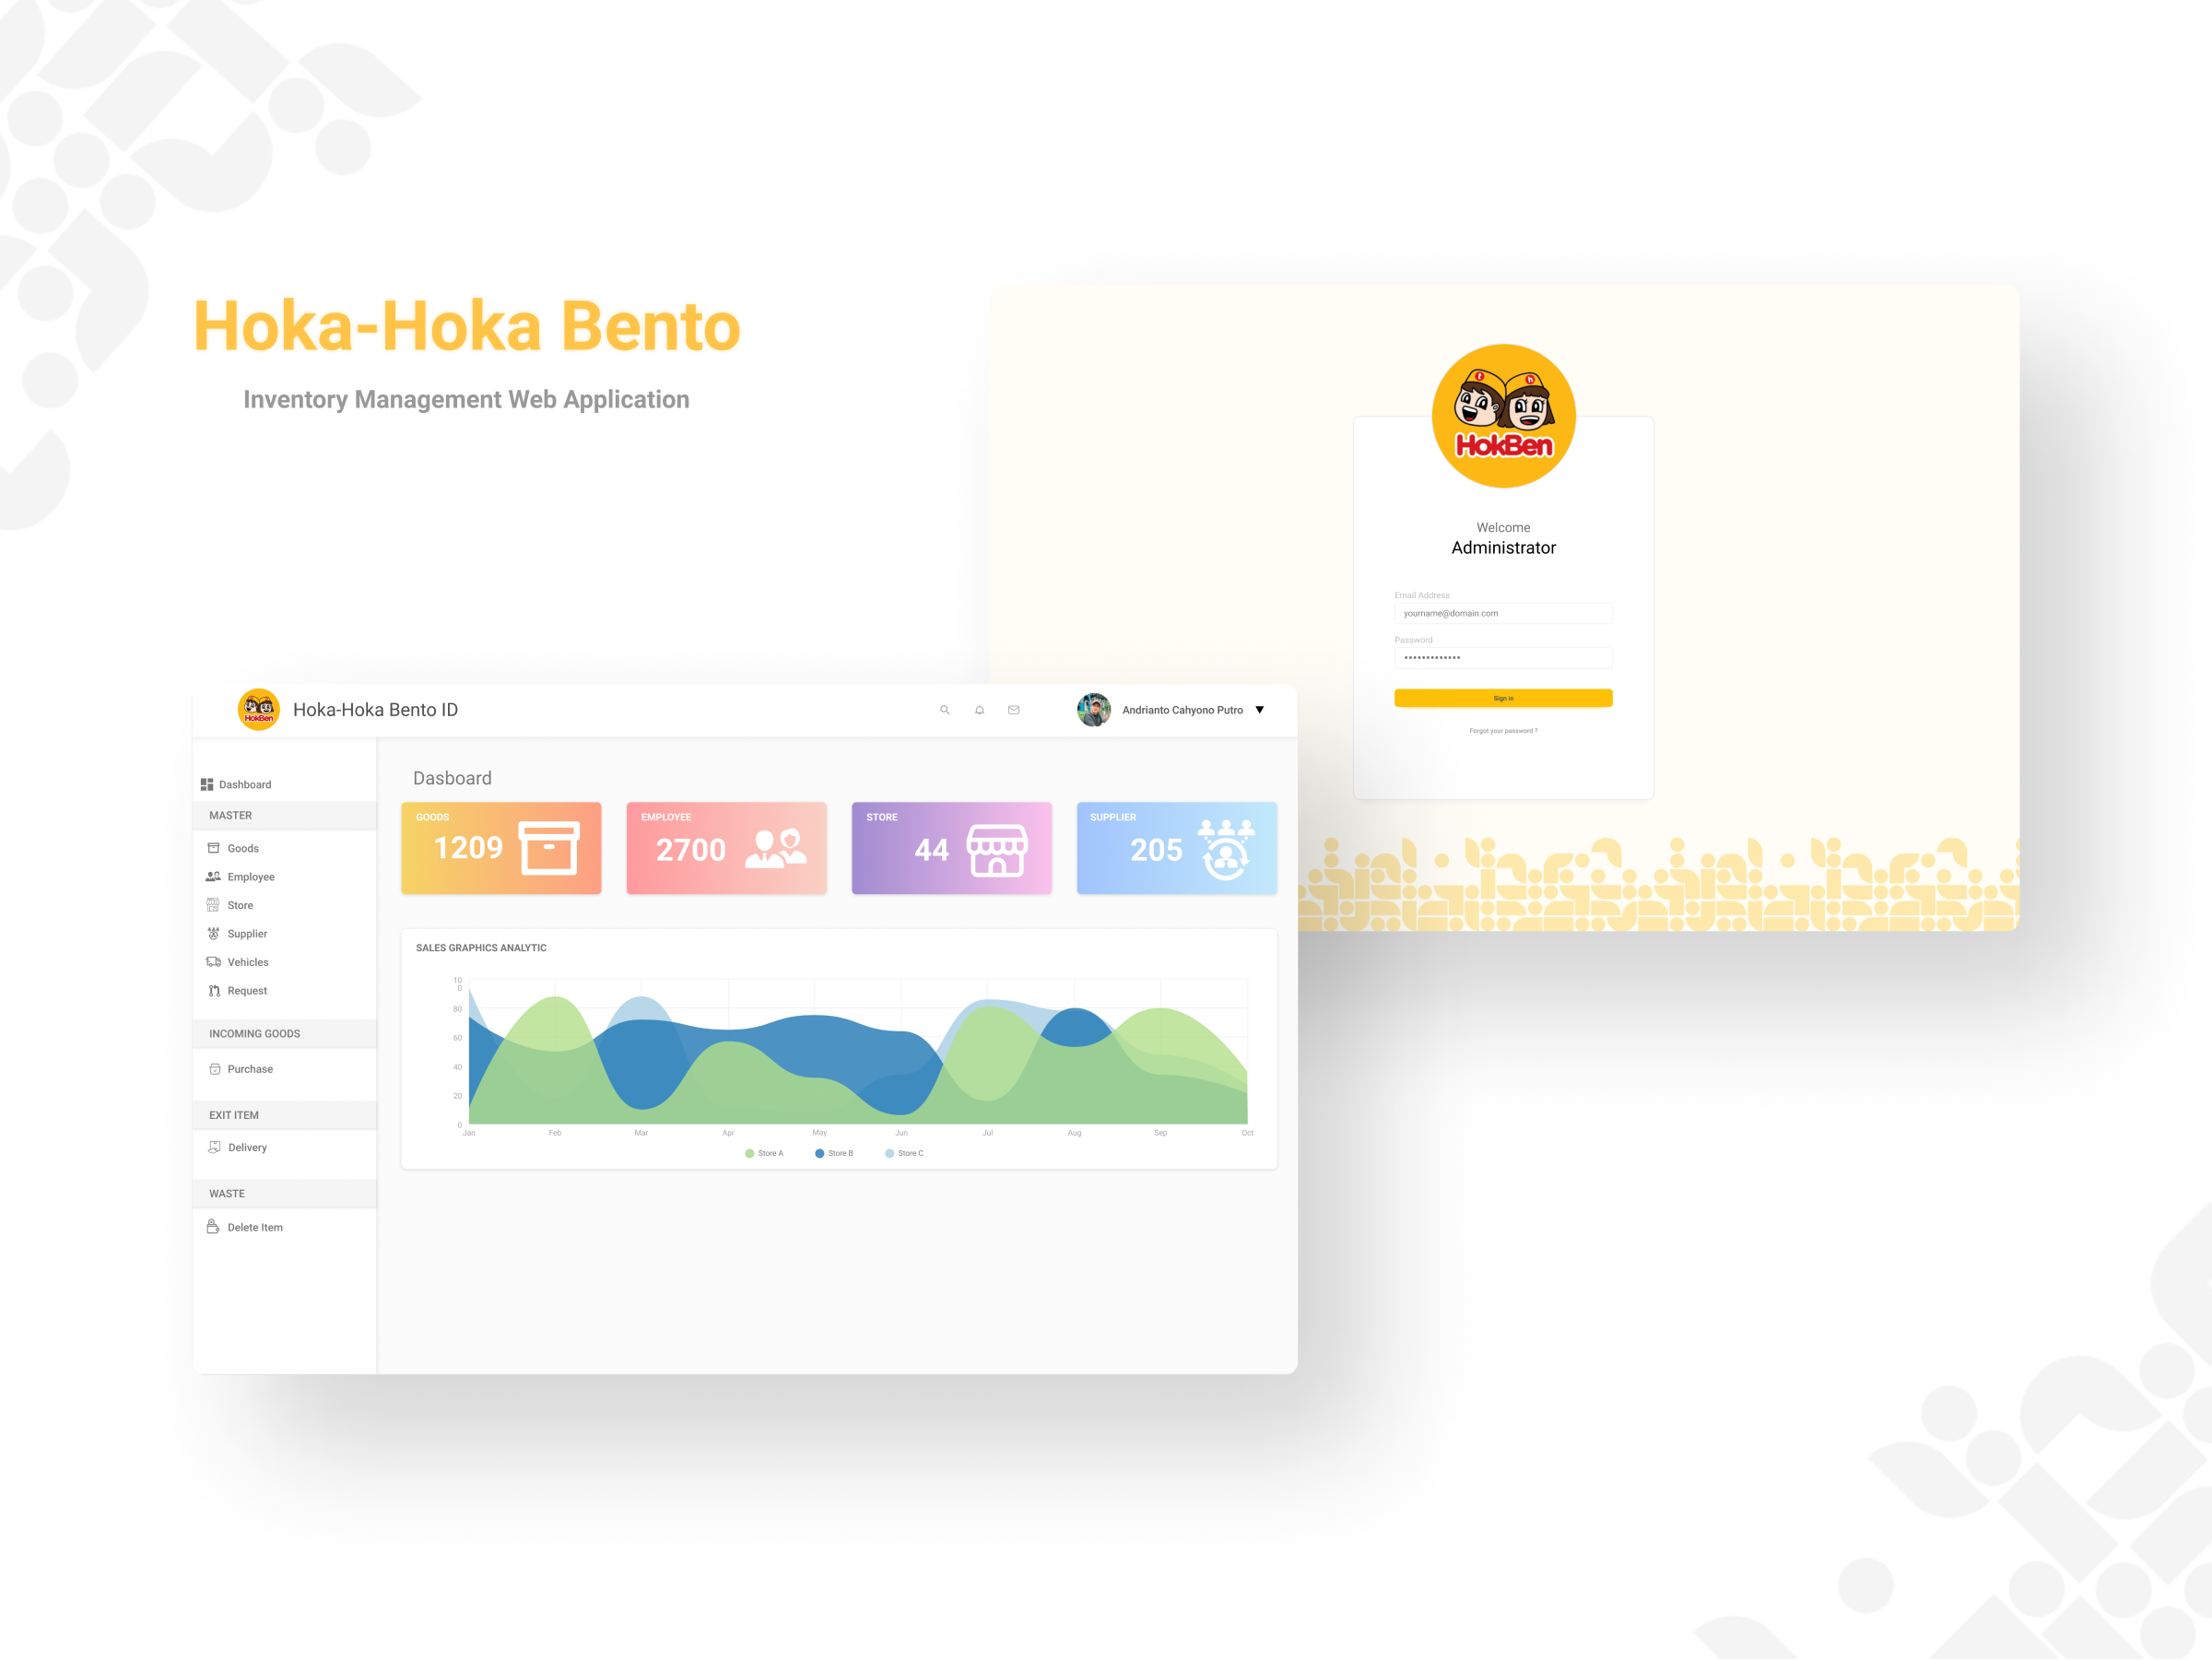 Hoka-Hoka Bento
Inventory Management Web Application
HokBen
Welcome
Administrator
Email Address
yourname@domain.com
Password
•••••••••••••
Sign in
Forgot your password ?
HokBen
Hoka-Hoka Bento ID
Andrianto Cahyono Putro
Dashboard
MASTER
Goods
Employee
Store
Supplier
Vehicles
Request
INCOMING GOODS
Purchase
EXIT ITEM
Delivery
WASTE
Delete Item
Dasboard
GOODS
1209
EMPLOYEE
2700
STORE
44
SUPPLIER
205
SALES GRAPHICS ANALYTIC
10
0
80
60
40
20
0
Jan Feb Mar Apr May Jun Jul Aug Sep Oct
Store A Store B Store C